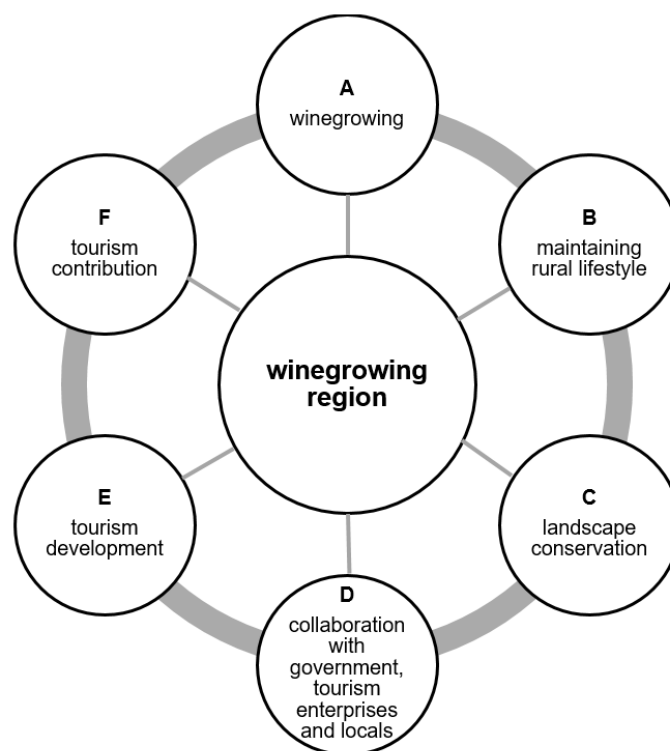 A
winegrowing
F
tourism
contribution
B
maintaining
rural lifestyle
winegrowing
region
E
tourism
development
C
landscape
conservation
D
collaboration
with
government,
tourism
enterprises
and locals